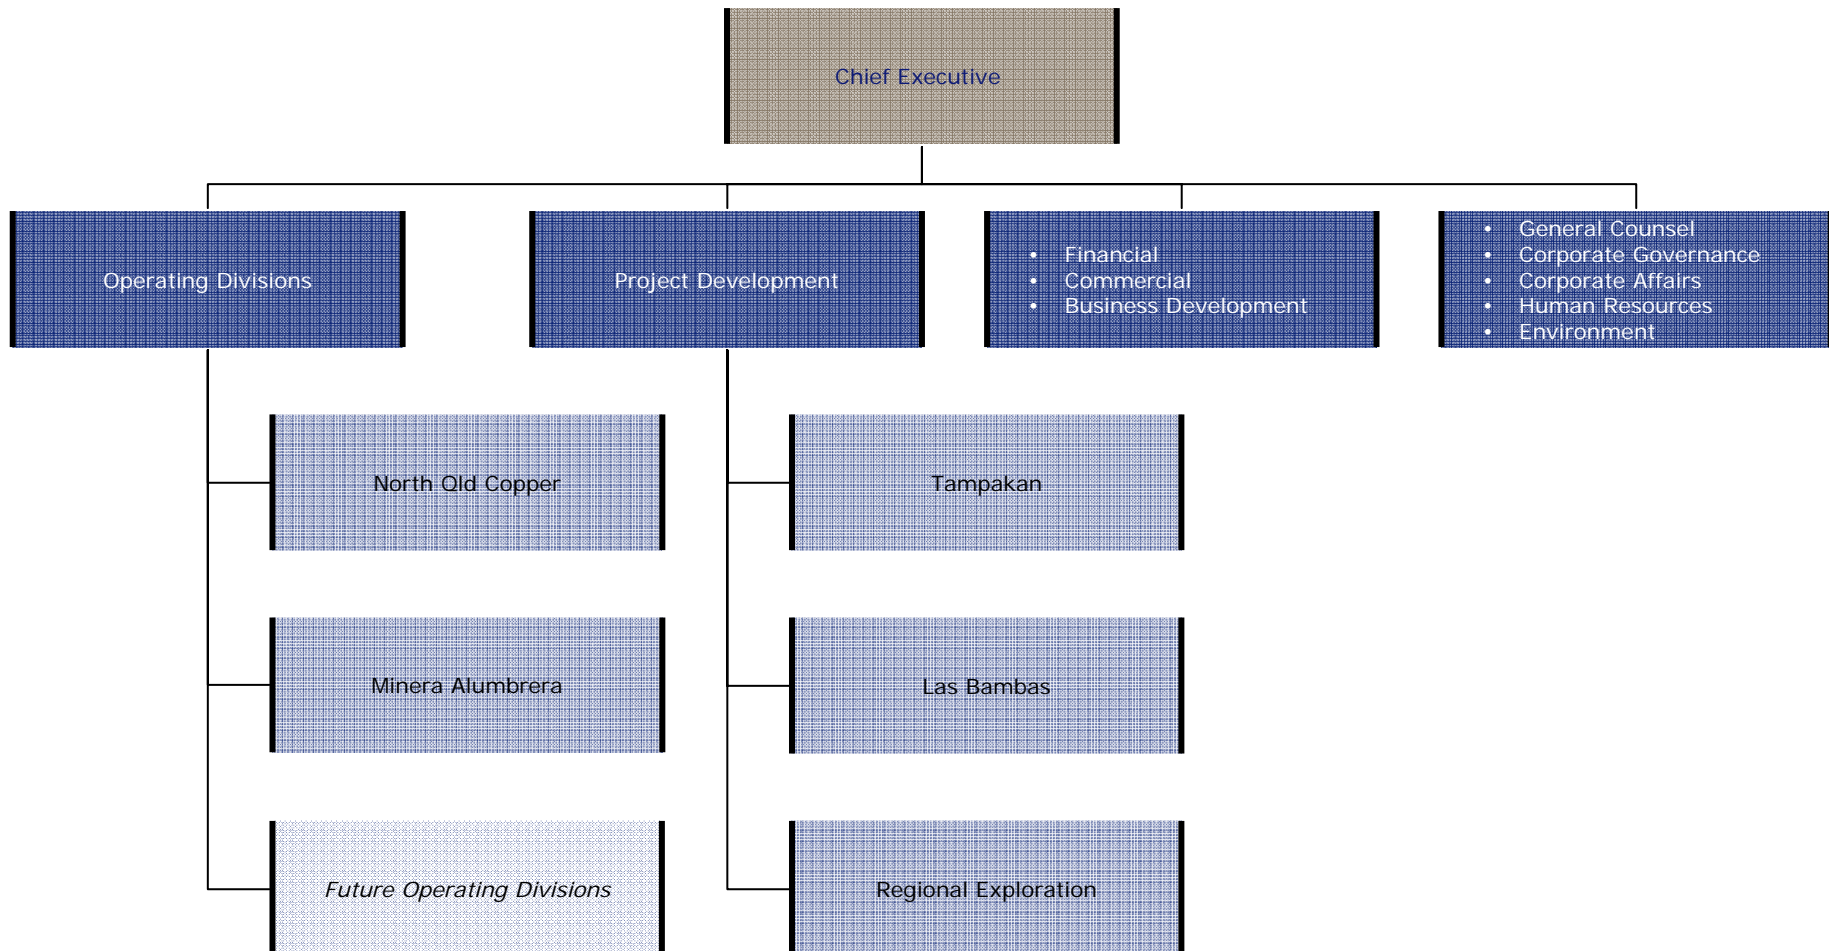 Chief Executive
Operating Divisions
Project Development
• Financial
• Commercial
• Business Development
• General Counsel
• Corporate Governance
• Corporate Affairs
• Human Resources
• Environment
North Qld Copper
Tampakan
Minera Alumbrera
Las Bambas
Future Operating Divisions
Regional Exploration